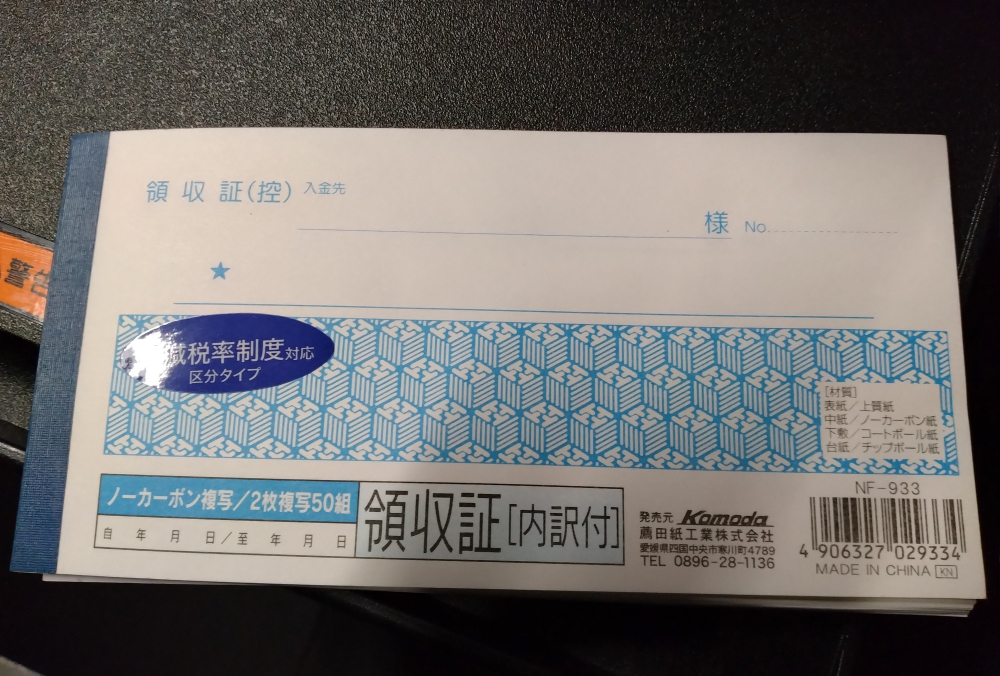 領収証(控) 入金先
様 No.
★
減税率制度対応
区分タイプ
[材質]
表紙/上質紙
中紙/ノーカーボン紙
下敷/コートボール紙
台紙/チップボール紙
ノーカーボン複写/2枚複写50組
自 年 月 日/至 年 月 日
領収証[内訳付]
発売元 Komoda
薦田紙工業株式会社
愛媛県四国中央市寒川町4789
TEL 0896-28-1136
NF-933
4 906327 029334
MADE IN CHINA KN
警告